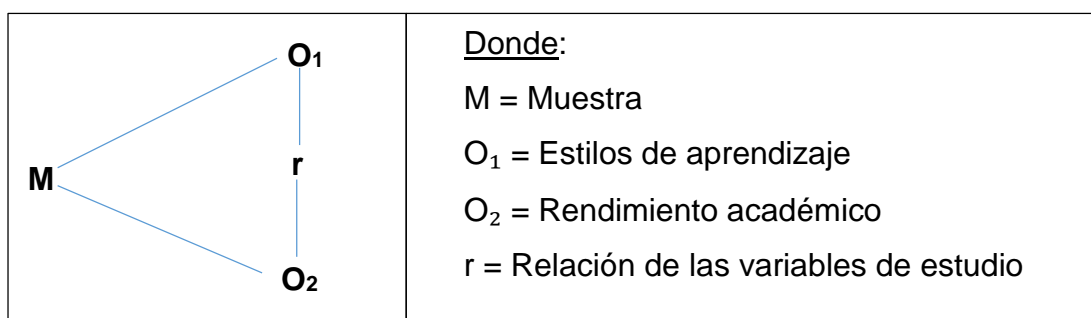 O₁
r
M
O₂
Donde:
M = Muestra
O₁ = Estilos de aprendizaje
O₂ = Rendimiento académico
r = Relación de las variables de estudio